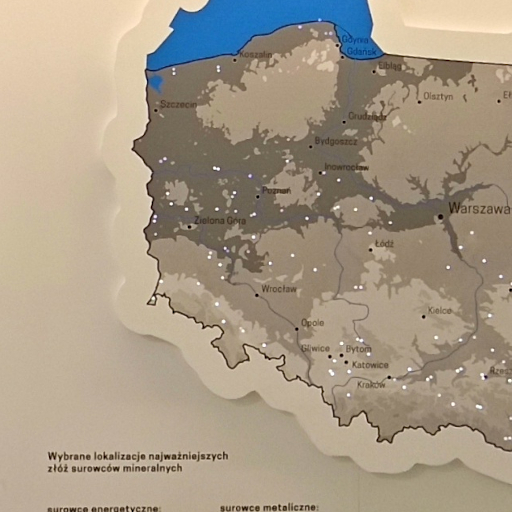 Gdynia
Gdańsk
Koszalin
Elbląg
Szczecin
Olsztyn
Grudziądz
Bydgoszcz
Inowrocław
Poznań
Warszawa
Zielona Góra
Łódź
Wrocław
Kielce
Opole
Gliwice
Bytom
Katowice
Kraków
Wybrane lokalizacje najważniejszych
złóż surowców mineralnych
surowce energetyczne:
surowce metaliczne: